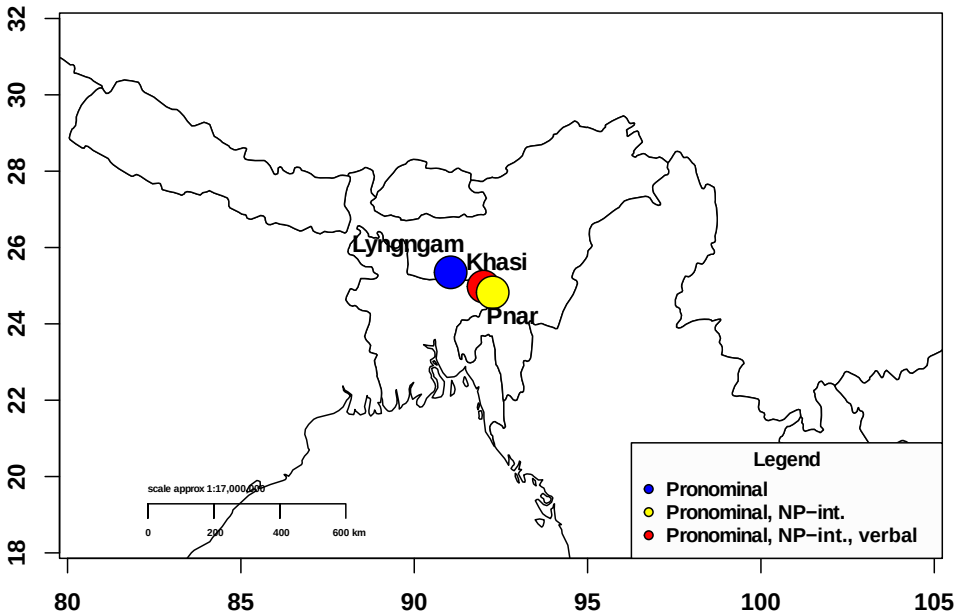 32
30
28
26
24
22
20
18
Lyngngam
Khasi
Pnar
scale approx 1:17,000,000
0 200 400 600 km
Legend
Pronominal
Pronominal, NP−int.
Pronominal, NP−int., verbal
80 85 90 95 100 105